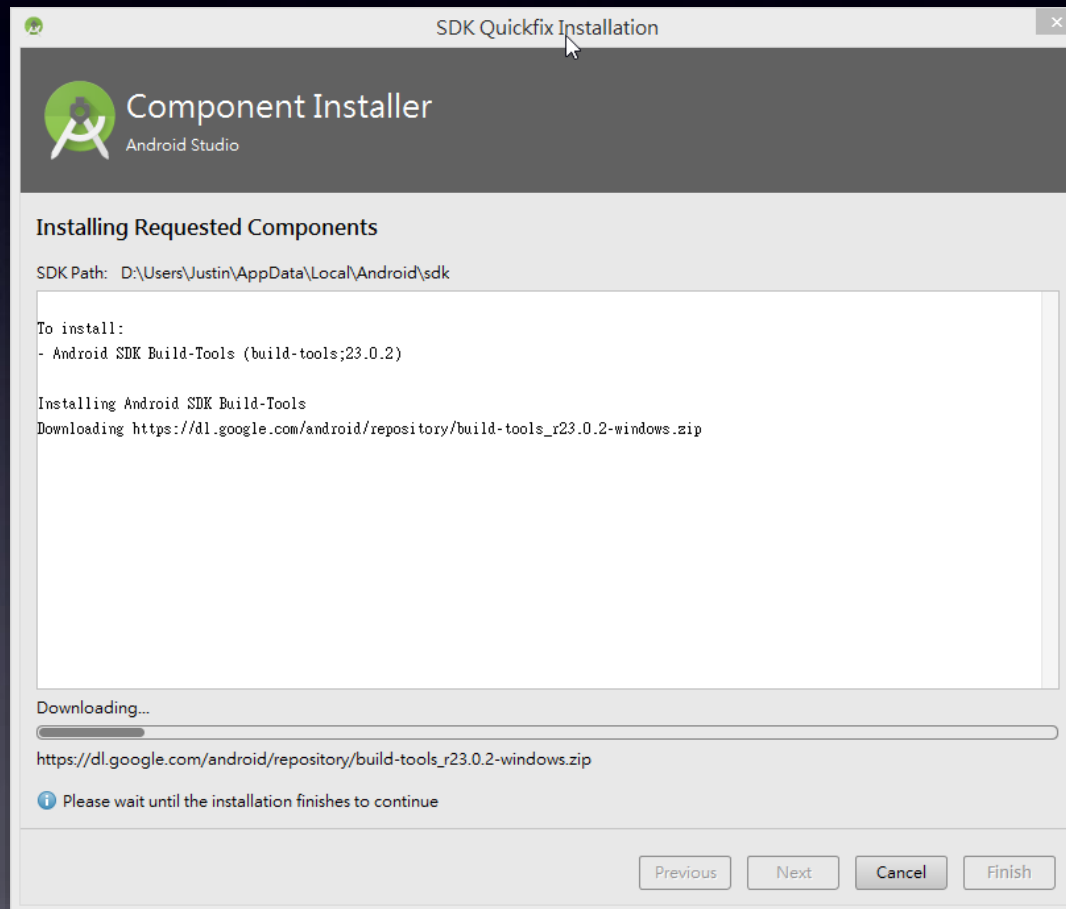 SDK Quickfix Installation
Component Installer
Android Studio
Installing Requested Components
SDK Path: D:\Users\Justin\AppData\Local\Android\sdk
To install:
- Android SDK Build-Tools (build-tools;23.0.2)
Installing Android SDK Build-Tools
Downloading https://dl.google.com/android/repository/build-tools_r23.0.2-windows.zip
Downloading...
https://dl.google.com/android/repository/build-tools_r23.0.2-windows.zip
Please wait until the installation finishes to continue
Previous Next Cancel Finish